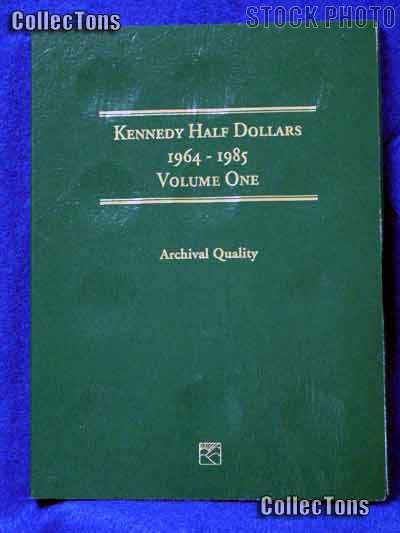 CollecTons
STOCK PHOTO
KENNEDY HALF DOLLARS
1964 - 1985
VOLUME ONE
Archival Quality
CollecTons